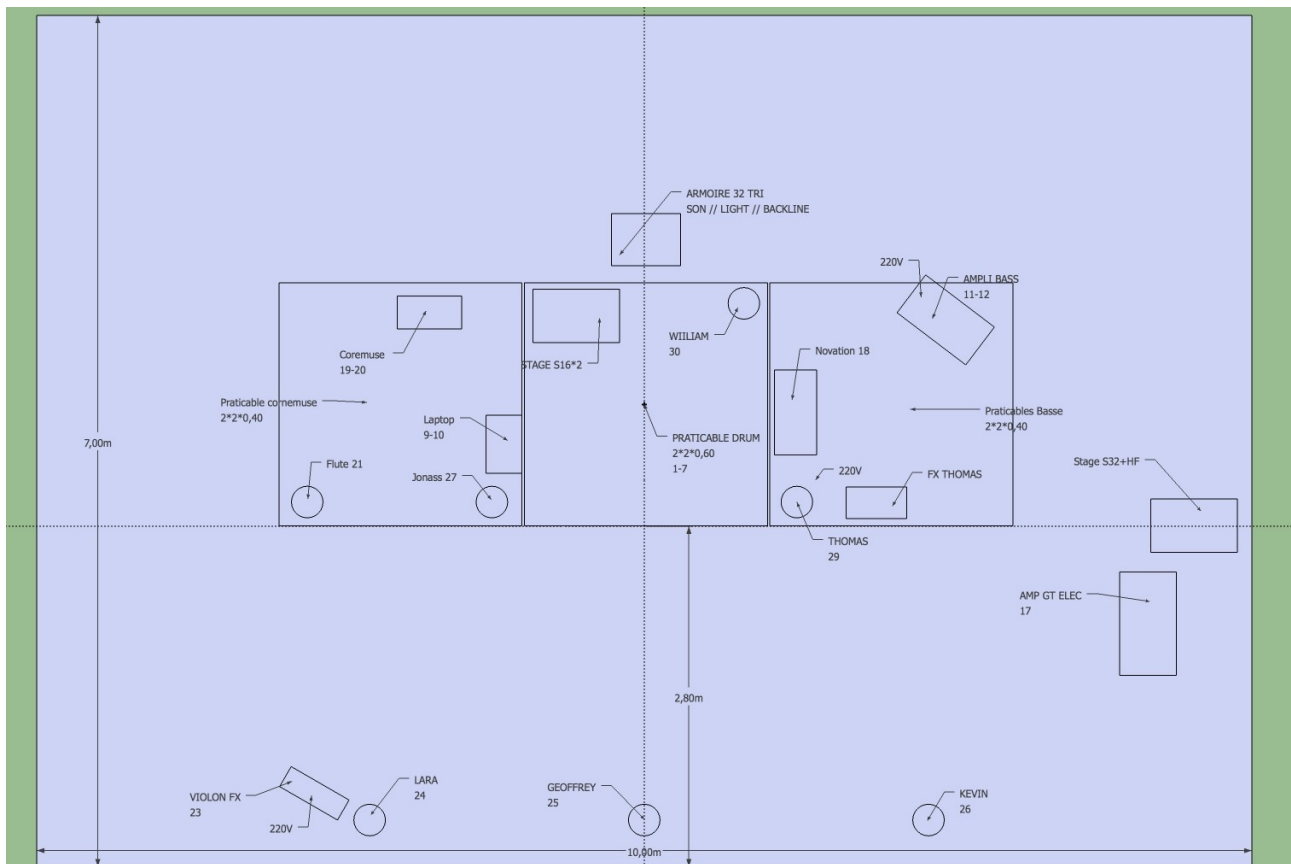 ARMOIRE 32 TRI
SON // LIGHT // BACKLINE
220V
AMPLI BASS
11-12
WIILIAM
30
Coremuse
19-20
STAGE S16*2
Novation 18
Praticable cornemuse
2*2*0,40
Laptop
9-10
PRATICABLE DRUM
2*2*0,60
1-7
Praticables Basse
2*2*0,40
7,00m
Flute 21
Jonass 27
220V
FX THOMAS
Stage S32+HF
THOMAS
29
AMP GT ELEC
17
2,80m
VIOLON FX
23
220V
LARA
24
GEOFFREY
25
KEVIN
26
10,00m